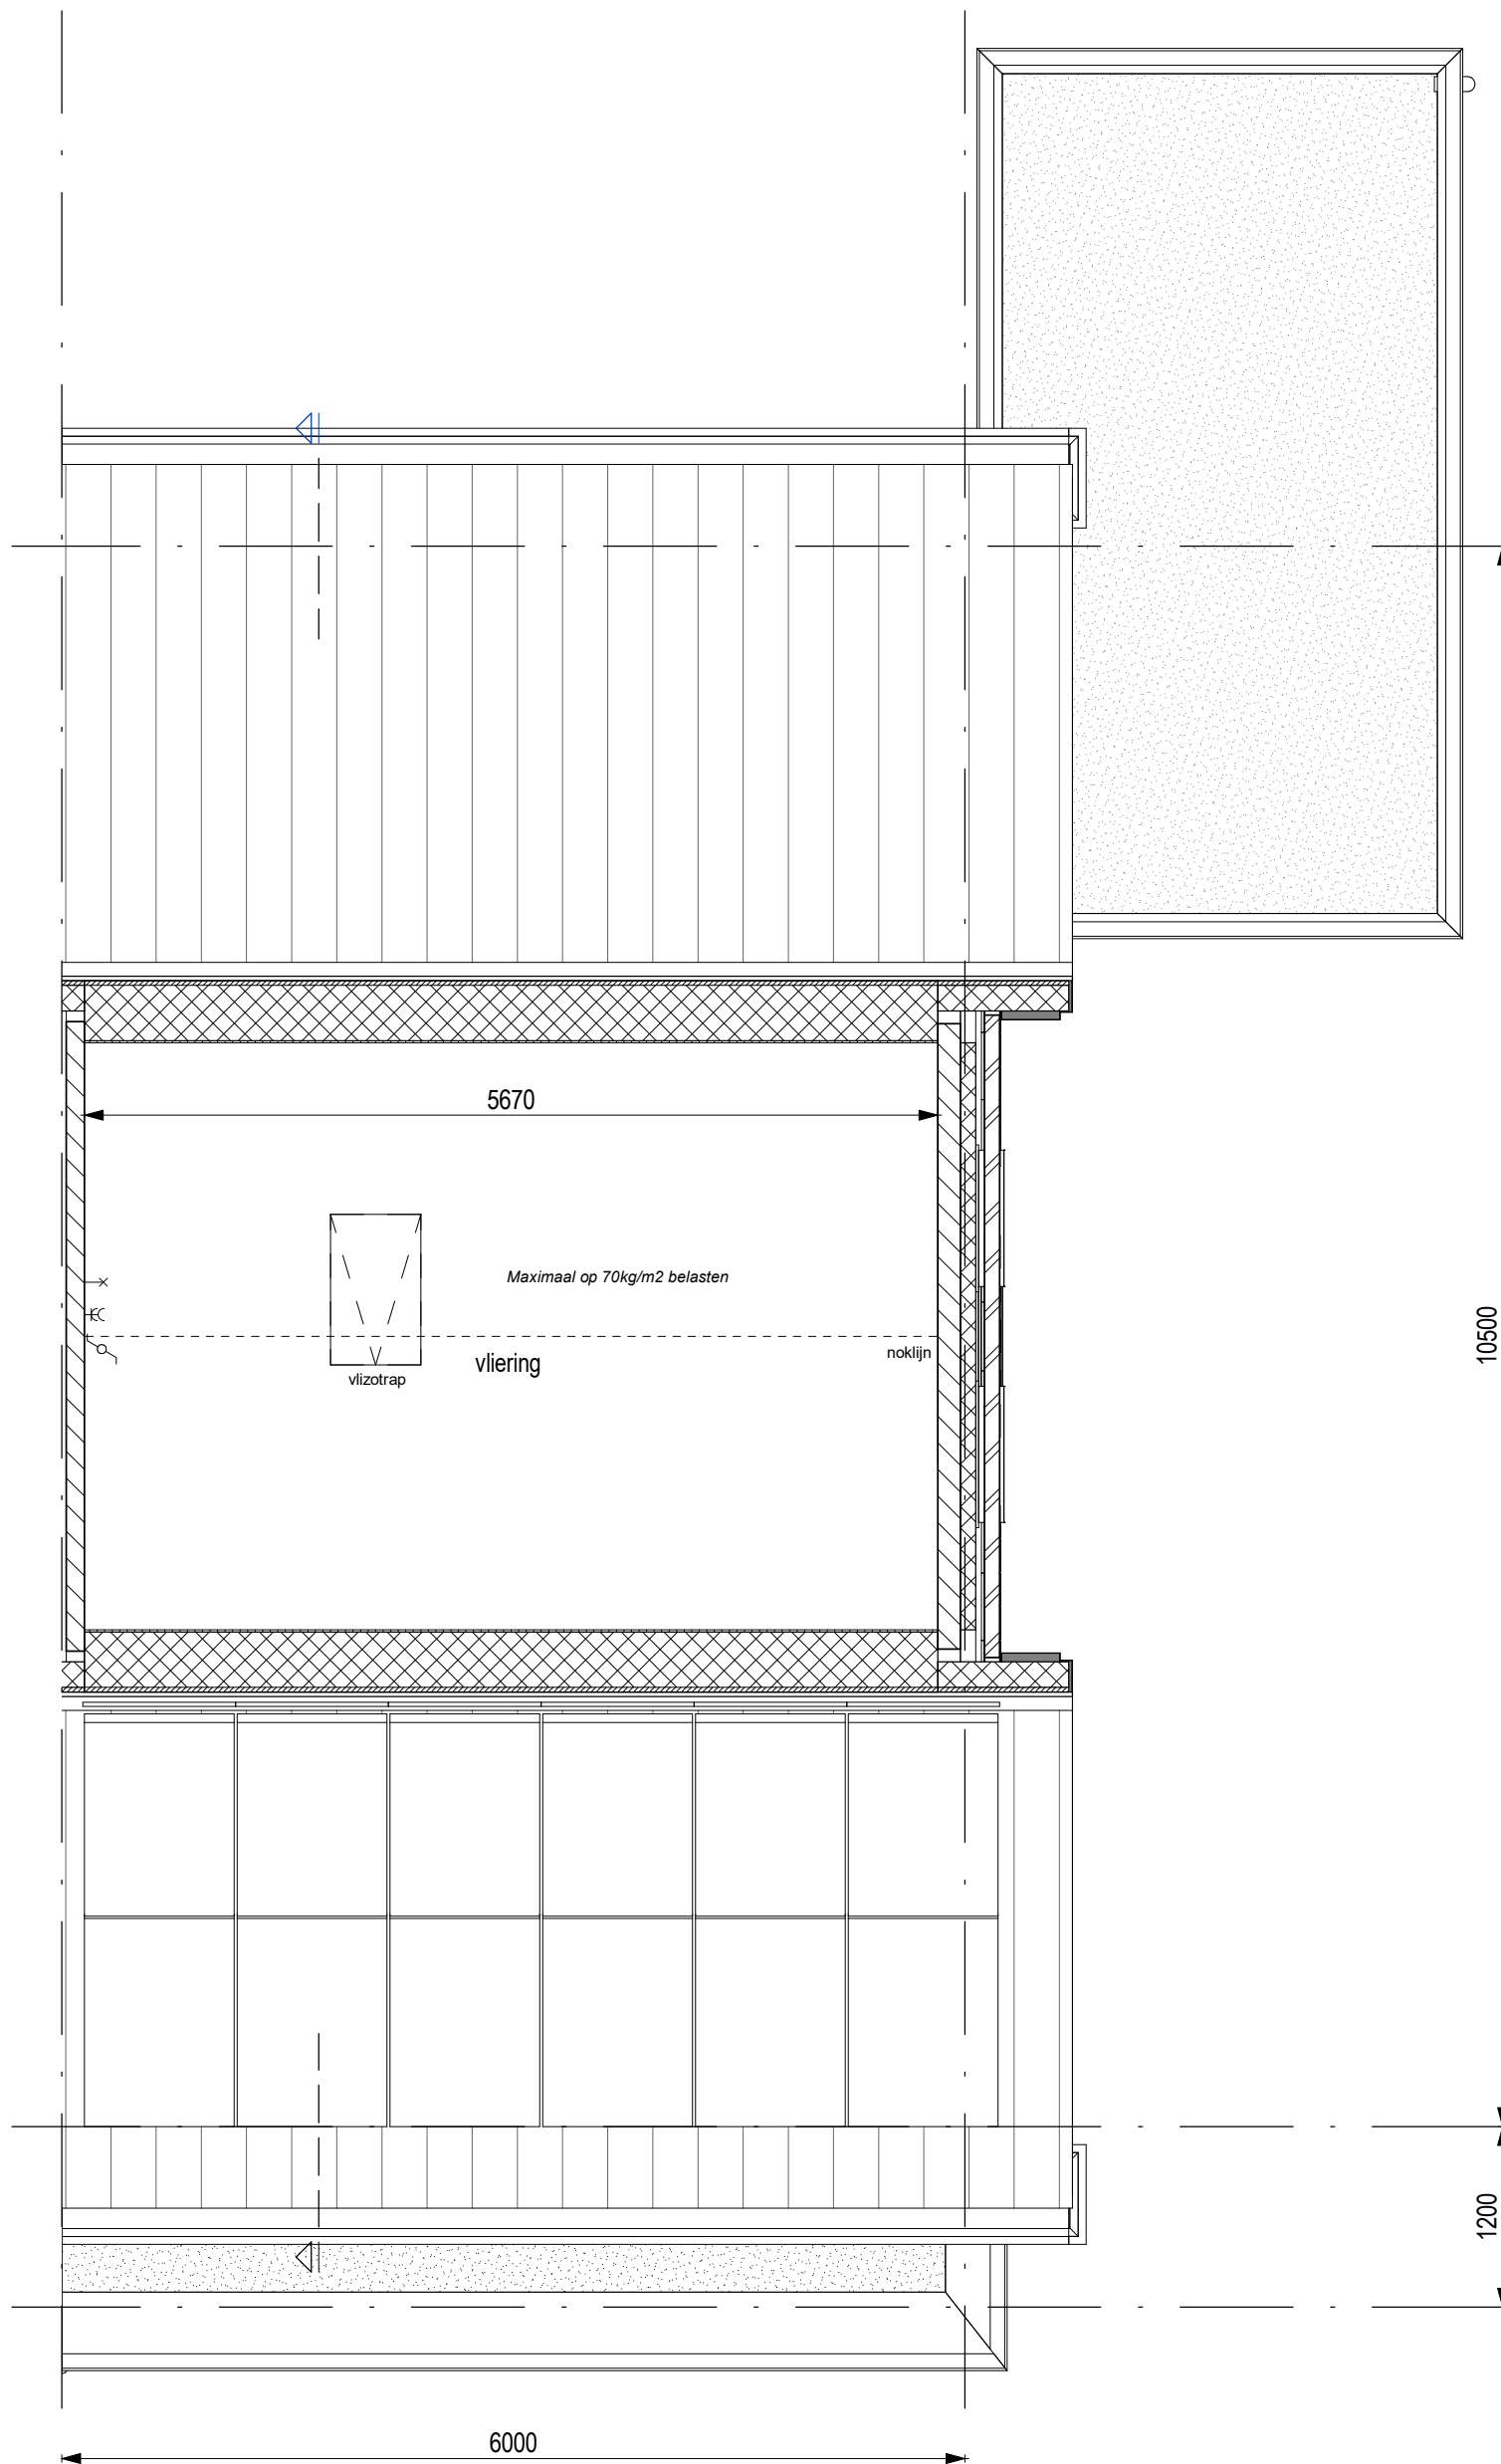 5670
Maximaal op 70kg/m2 belasten
noklijn
vliering
vlizotrap
10500
1200
6000